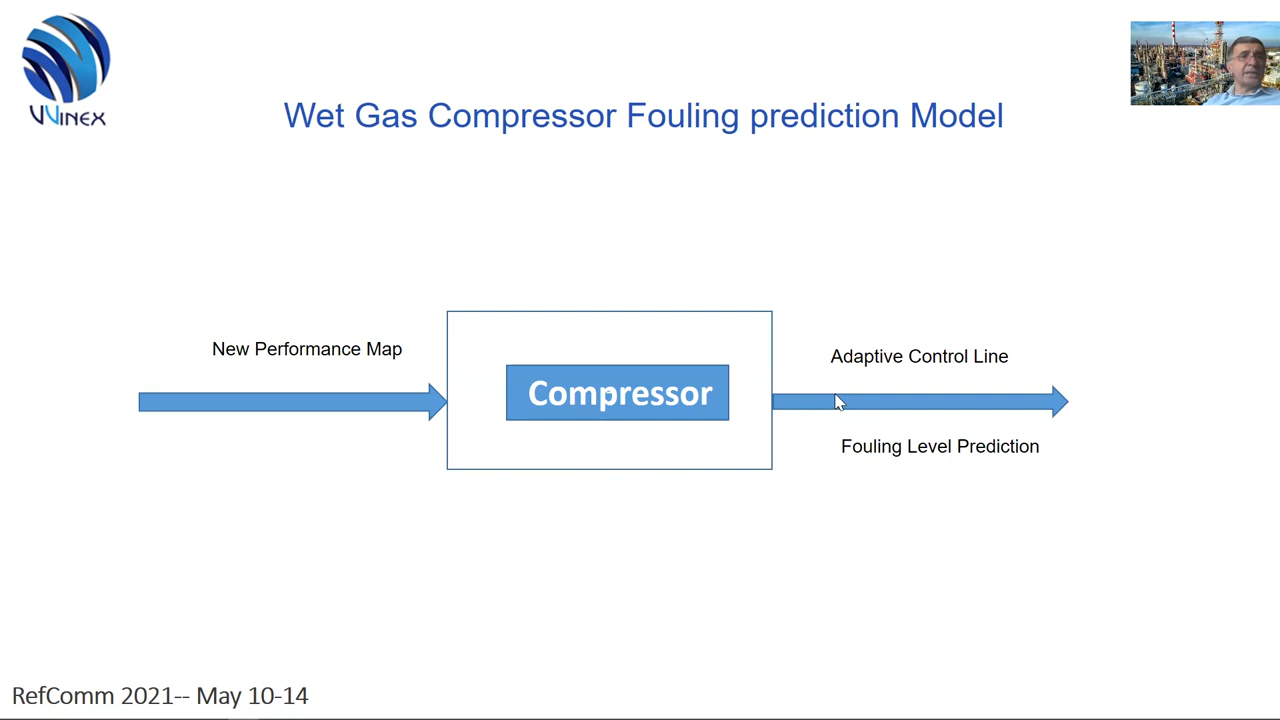 VVINEX
Wet Gas Compressor Fouling prediction Model
New Performance Map
Compressor
Adaptive Control Line
Fouling Level Prediction
RefComm 2021-- May 10-14